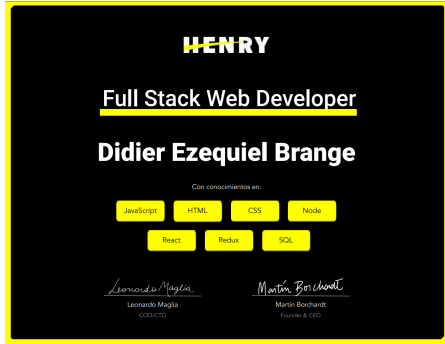 HENRY
Full Stack Web Developer
Didier Ezequiel Brange
Con conocimientos en:
JavaScript HTML CSS Node
React Redux SQL
Leonardo Maglia Martín Borchardt
Leonardo Maglia Martín Borchardt
COO/CTO Founder & CEO